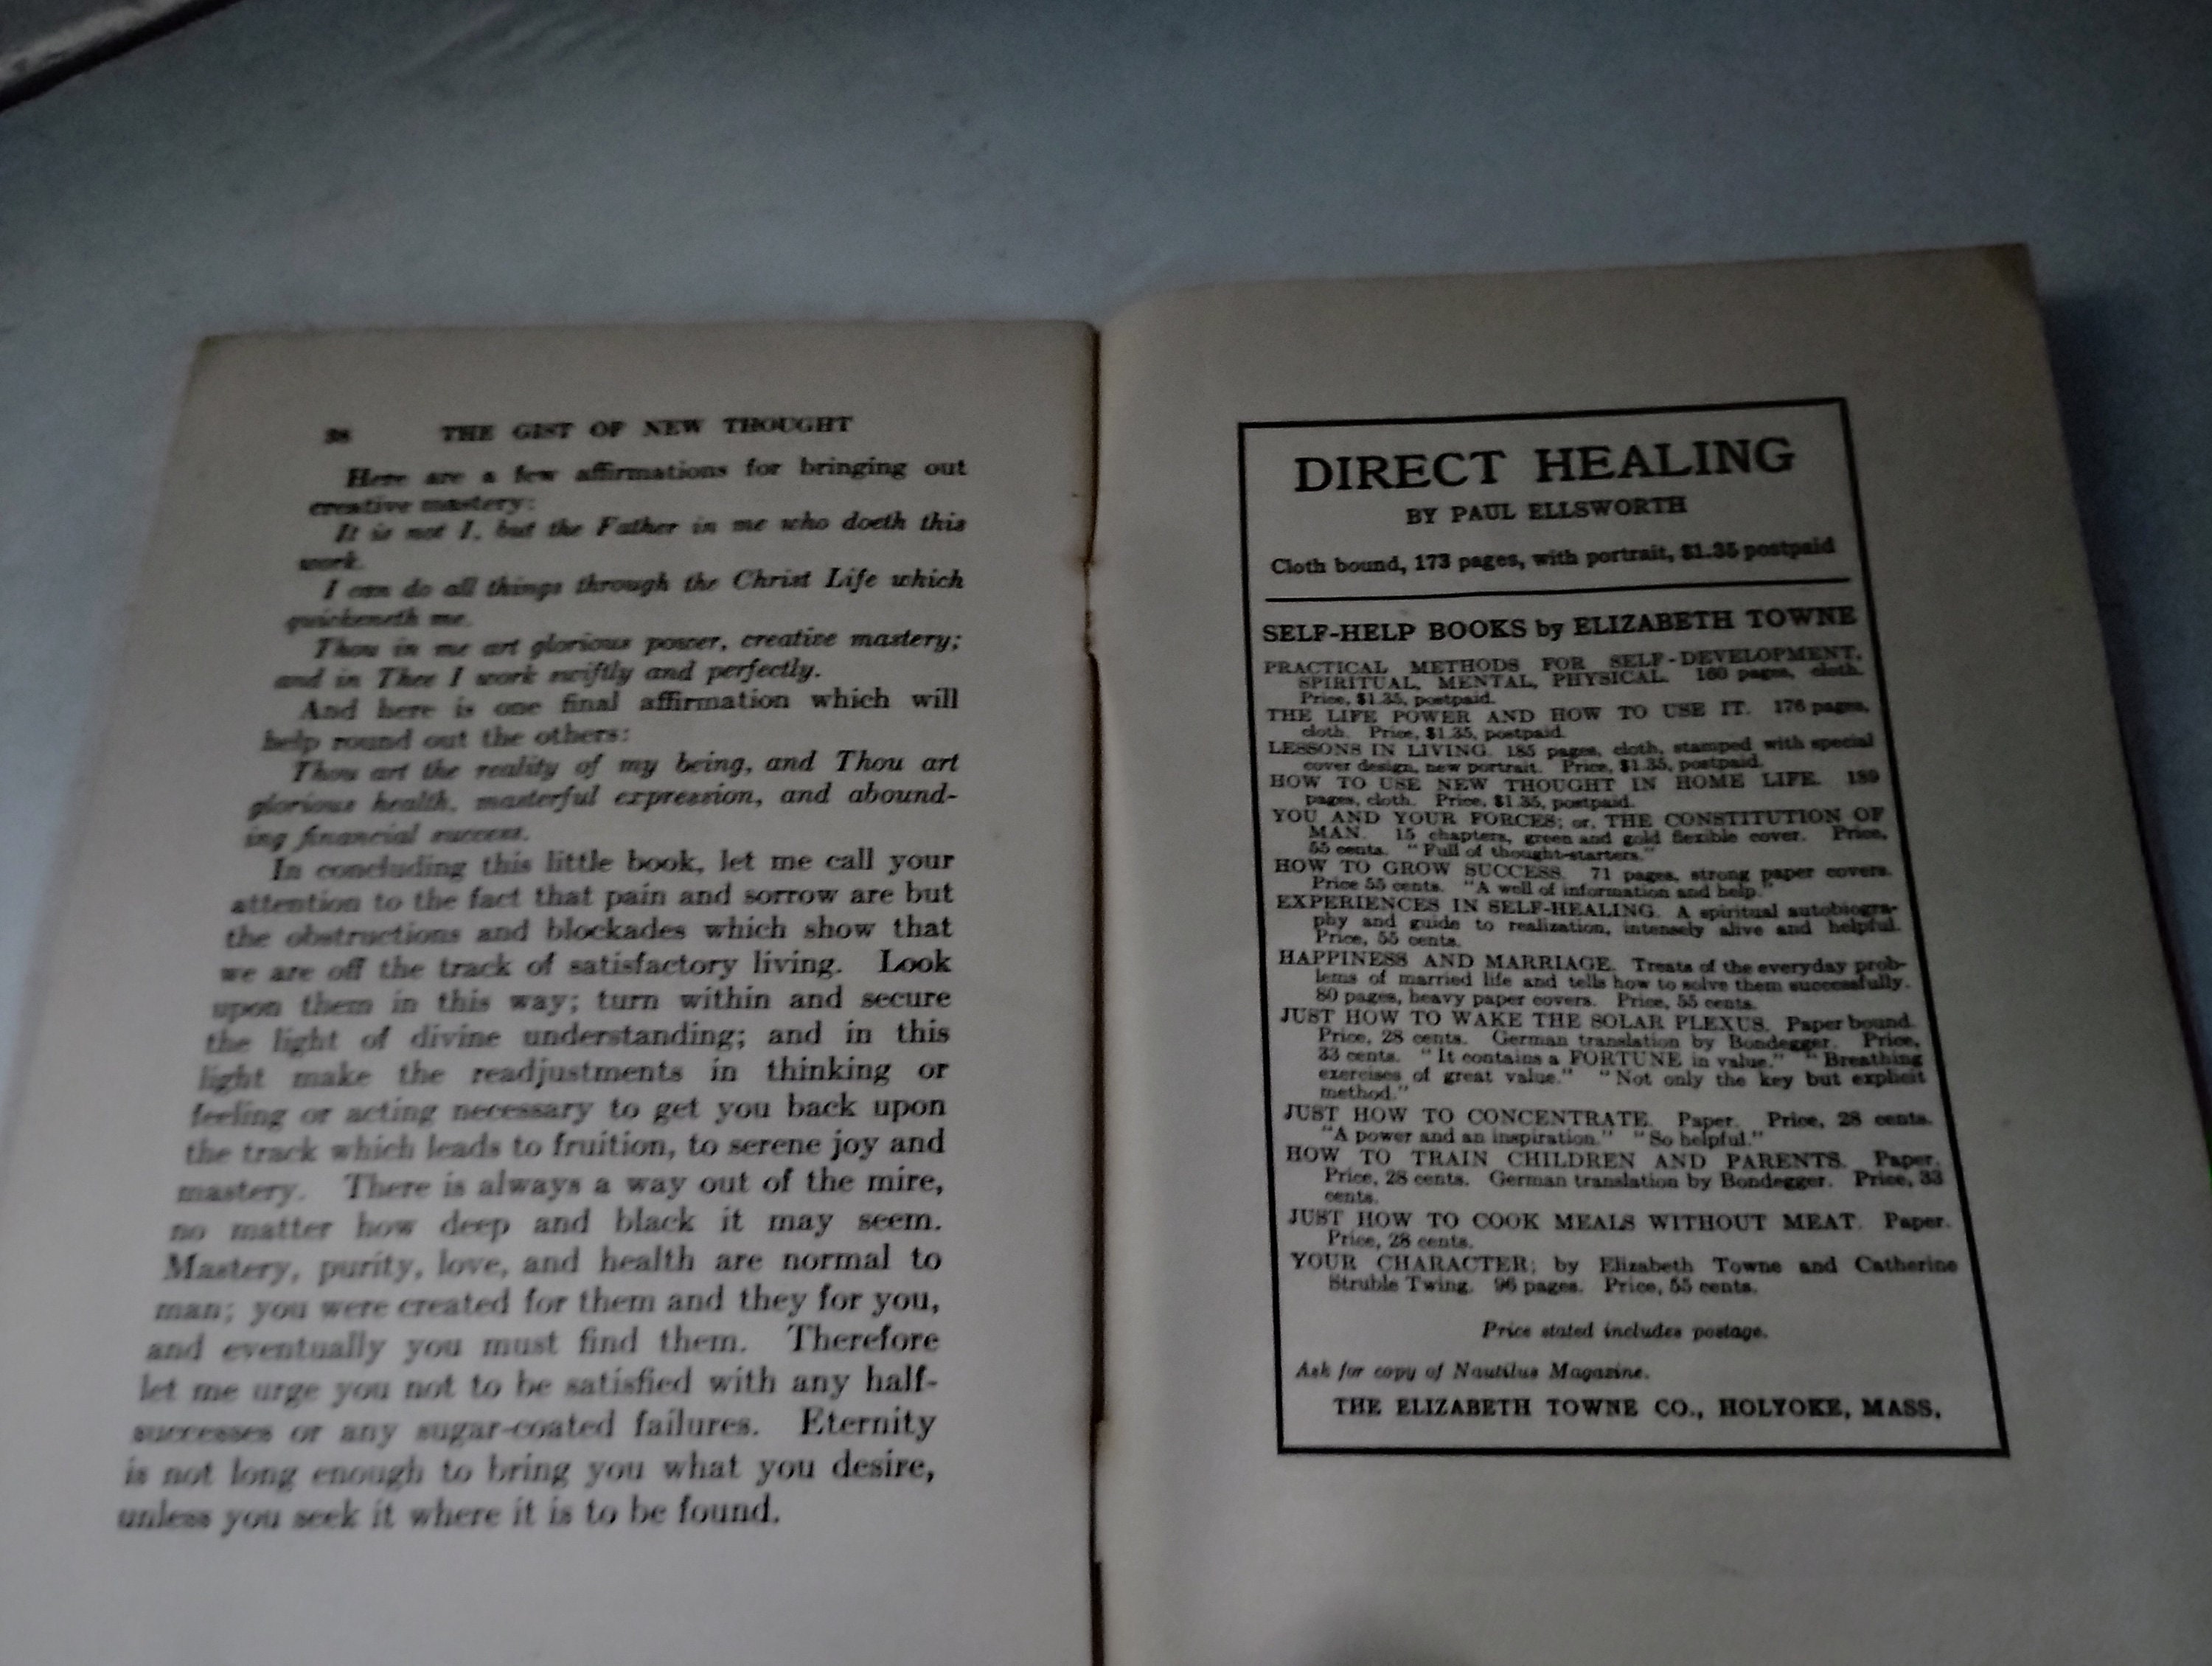 38 THE GIST OF NEW THOUGHT
Here are a few affirmations for bringing out
creative mastery:
It is not I, but the Father in me who doeth this
work.
I can do all things through the Christ Life which
quickeneth me.
Thou in me art glorious power, creative mastery;
and in Thee I work swiftly and perfectly.
And here is one final affirmation which will
help round out the others:
Thou art the reality of my being, and Thou art
glorious health, masterful expression, and abound-
ing financial success.
In concluding this little book, let me call your
attention to the fact that pain and sorrow are but
the obstructions and blockades which show that
we are off the track of satisfactory living. Look
upon them in this way; turn within and secure
the light of divine understanding; and in this
light make the readjustments in thinking or
feeling or acting necessary to get you back upon
the track which leads to fruition, to serene joy and
mastery. There is always a way out of the mire,
no matter how deep and black it may seem.
Mastery, purity, love, and health are normal to
man; you were created for them and they for you,
and eventually you must find them. Therefore
let me urge you not to be satisfied with any half-
successes or any sugar-coated failures. Eternity
is not long enough to bring you what you desire,
unless you seek it where it is to be found.
DIRECT HEALING
BY PAUL ELLSWORTH
Cloth bound, 173 pages, with portrait, $1.35 postpaid
SELF-HELP BOOKS by ELIZABETH TOWNE
PRACTICAL METHODS FOR SELF-DEVELOPMENT,
SPIRITUAL, MENTAL, PHYSICAL. 160 pages, cloth.
Price, $1.35, postpaid.
THE LIFE POWER AND HOW TO USE IT. 176 pages,
cloth. Price, $1.35, postpaid.
LESSONS IN LIVING. 185 pages, cloth, stamped with special
cover design, new portrait. Price, $1.35, postpaid.
HOW TO USE NEW THOUGHT IN HOME LIFE. 189
pages, cloth. Price, $1.35, postpaid.
YOU AND YOUR FORCES; or, THE CONSTITUTION OF
MAN. 15 chapters, green and gold flexible cover. Price,
55 cents. "Full of thought-starters."
HOW TO GROW SUCCESS. 71 pages, strong paper covers.
Price 55 cents. "A well of information and help."
EXPERIENCES IN SELF-HEALING. A spiritual autobiogra-
phy and guide to realization, intensely alive and helpful.
Price, 55 cents.
HAPPINESS AND MARRIAGE. Treats of the everyday prob-
lems of married life and tells how to solve them successfully.
80 pages, heavy paper covers. Price, 55 cents.
JUST HOW TO WAKE THE SOLAR PLEXUS. Paper bound.
Price, 28 cents. German translation by Bondegger. Price,
33 cents. "It contains a FORTUNE in value." "Breathing
exercises of great value." "Not only the key but explicit
method."
JUST HOW TO CONCENTRATE. Paper. Price, 28 cents.
"A power and an inspiration." "So helpful."
HOW TO TRAIN CHILDREN AND PARENTS. Paper.
Price, 28 cents. German translation by Bondegger. Price, 33
cents.
JUST HOW TO COOK MEALS WITHOUT MEAT. Paper.
Price, 28 cents.
YOUR CHARACTER; by Elizabeth Towne and Catherine
Struble Twing. 96 pages. Price, 55 cents.
Price stated includes postage.
Ask for copy of Nautilus Magazine.
THE ELIZABETH TOWNE CO., HOLYOKE, MASS.